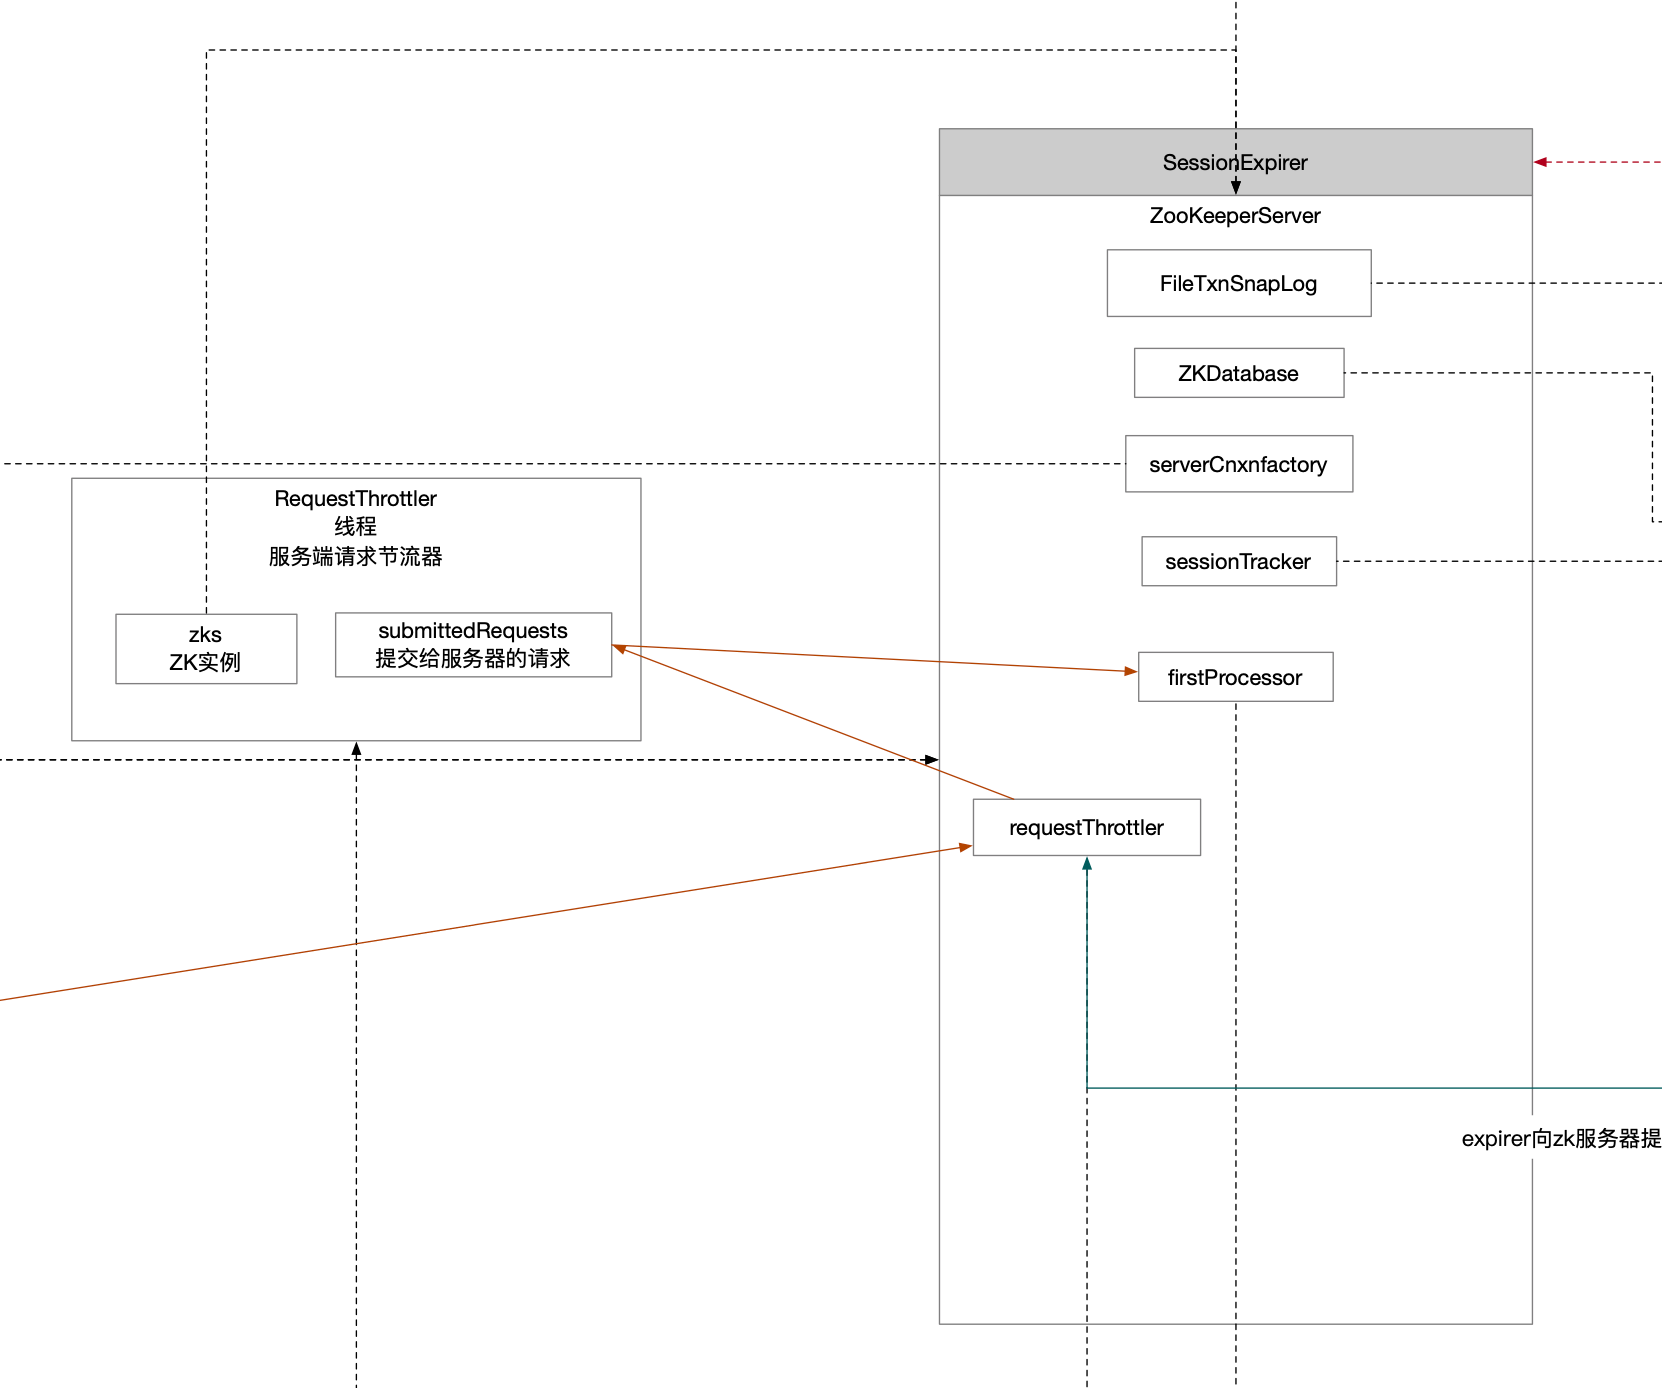 SessionExpirer
ZooKeeperServer
FileTxnSnapLog
ZKDatabase
serverCnxnfactory
RequestThrottler
线程
服务端请求节流器
sessionTracker
zks
ZK实例
submittedRequests
提交给服务器的请求
firstProcessor
requestThrottler
expirer向zk服务器提